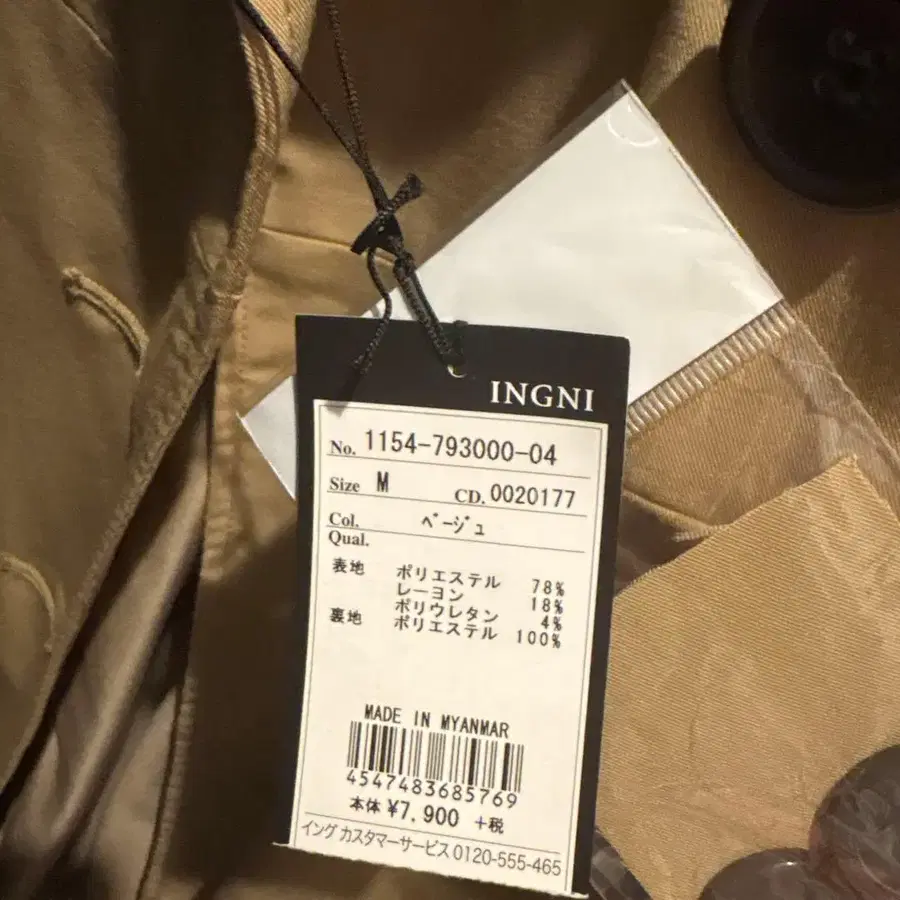 INGNI
No. 1154-793000-04
Size M CD. 0020177
Col. ベージュ
Qual.
表地 ポリエステル 78%
レーヨン 18%
ポリウレタン 4%
裏地 ポリエステル 100%
MADE IN MYANMAR
4547483685769
本体 ¥7,900 +税
イング カスタマーサービス 0120-555-465